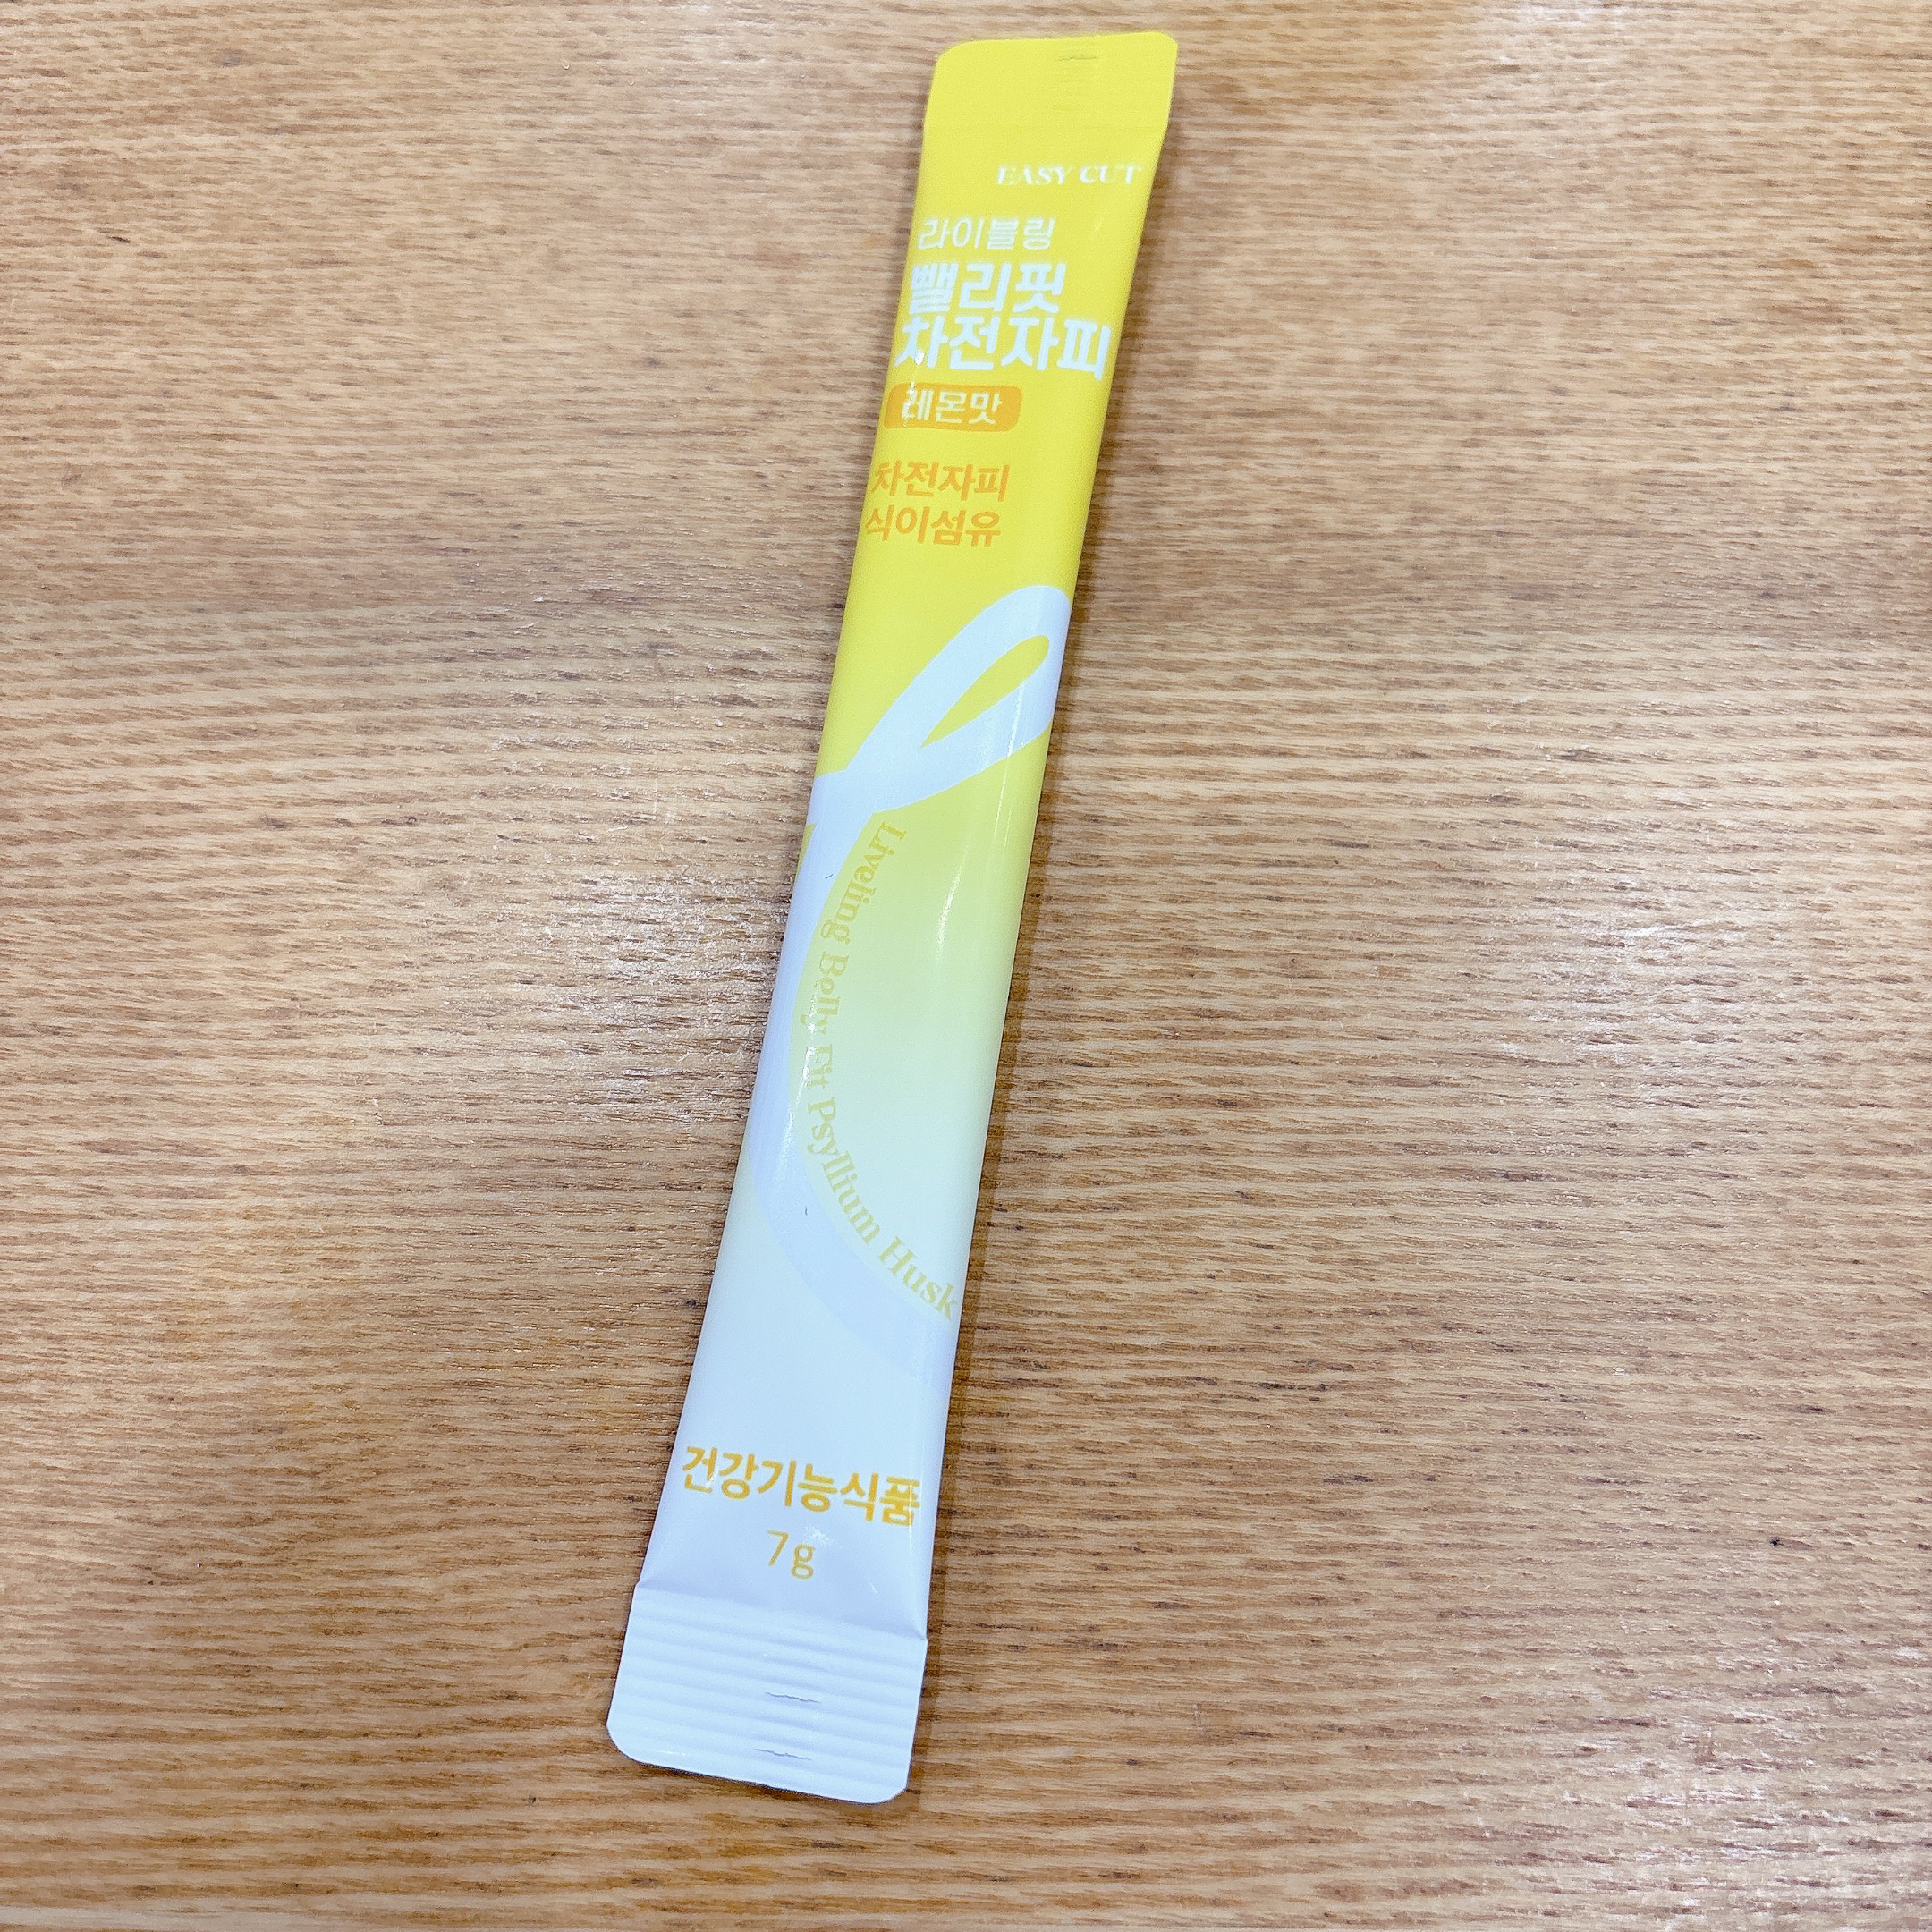 EASY CUT
라이블링
빨리핏
차전자피
레몬맛
차전자피
식이섬유
Liveling Belly Fit Psyllium Husk
건강기능식품
7g